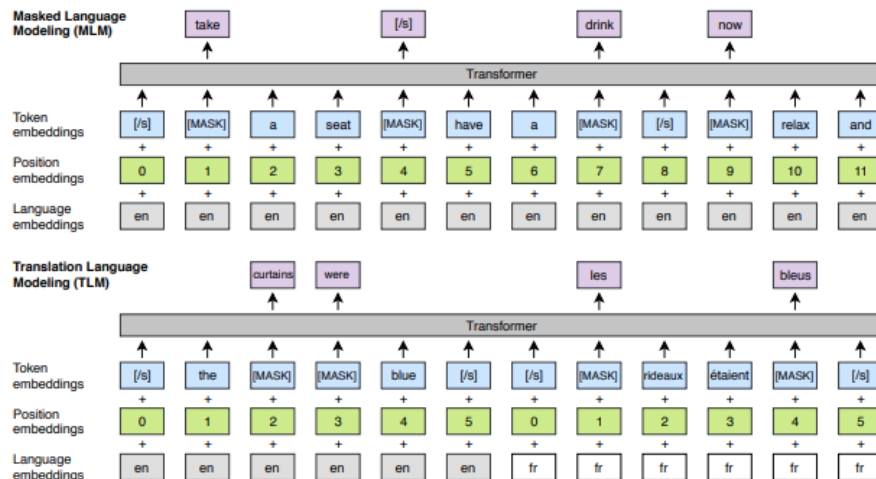 Masked Language
Modeling (MLM)
take [/s] drink now
Transformer
Token
embeddings
[/s] [MASK] a seat [MASK] have a [MASK] [/s] [MASK] relax and
+ + + + + + + + + + + +
Position
embeddings
0 1 2 3 4 5 6 7 8 9 10 11
+ + + + + + + + + + + +
Language
embeddings
en en en en en en en en en en en en
Translation Language
Modeling (TLM)
curtains were les bleus
Transformer
Token
embeddings
[/s] the [MASK] [MASK] blue [/s] [/s] [MASK] rideaux étaient [MASK] [/s]
+ + + + + + + + + + + +
Position
embeddings
0 1 2 3 4 5 0 1 2 3 4 5
+ + + + + + + + + + + +
Language
embeddings
en en en en en en fr fr fr fr fr fr